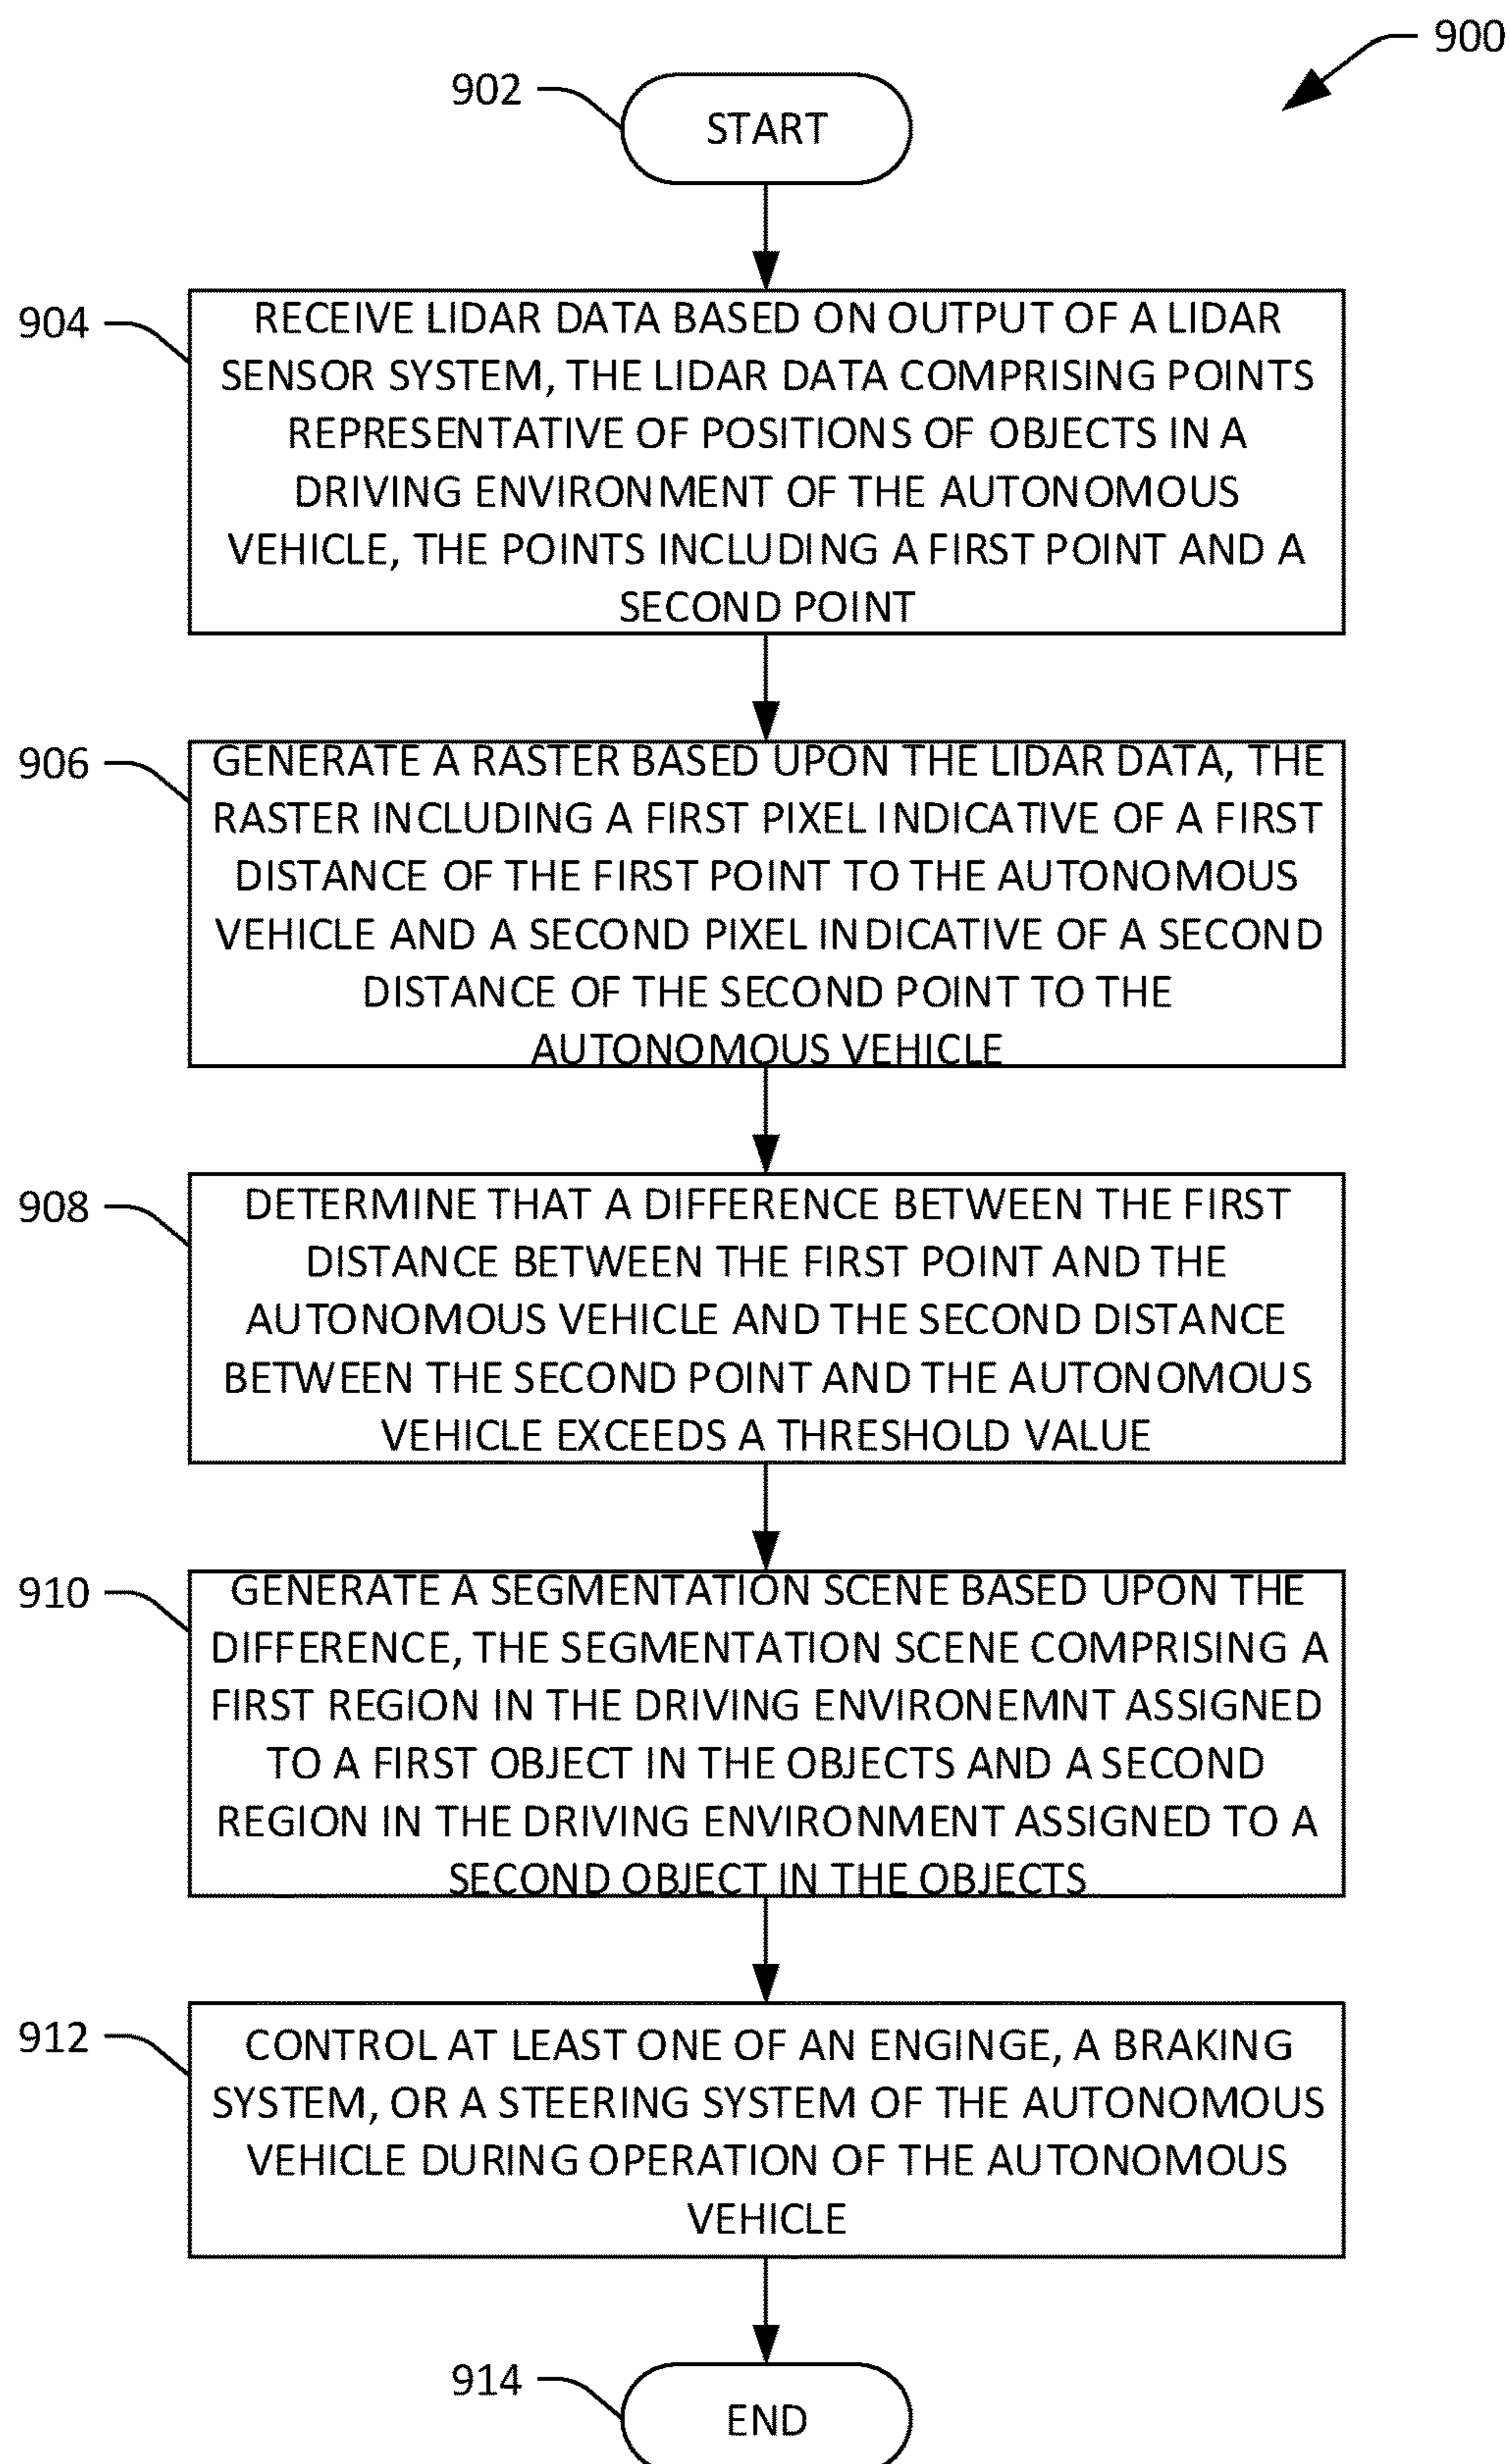 900
902
START
904
RECEIVE LIDAR DATA BASED ON OUTPUT OF A LIDAR
SENSOR SYSTEM, THE LIDAR DATA COMPRISING POINTS
REPRESENTATIVE OF POSITIONS OF OBJECTS IN A
DRIVING ENVIRONMENT OF THE AUTONOMOUS
VEHICLE, THE POINTS INCLUDING A FIRST POINT AND A
SECOND POINT
906
GENERATE A RASTER BASED UPON THE LIDAR DATA, THE
RASTER INCLUDING A FIRST PIXEL INDICATIVE OF A FIRST
DISTANCE OF THE FIRST POINT TO THE AUTONOMOUS
VEHICLE AND A SECOND PIXEL INDICATIVE OF A SECOND
DISTANCE OF THE SECOND POINT TO THE
AUTONOMOUS VEHICLE
908
DETERMINE THAT A DIFFERENCE BETWEEN THE FIRST
DISTANCE BETWEEN THE FIRST POINT AND THE
AUTONOMOUS VEHICLE AND THE SECOND DISTANCE
BETWEEN THE SECOND POINT AND THE AUTONOMOUS
VEHICLE EXCEEDS A THRESHOLD VALUE
910
GENERATE A SEGMENTATION SCENE BASED UPON THE
DIFFERENCE, THE SEGMENTATION SCENE COMPRISING A
FIRST REGION IN THE DRIVING ENVIRONEMNT ASSIGNED
TO A FIRST OBJECT IN THE OBJECTS AND A SECOND
REGION IN THE DRIVING ENVIRONMENT ASSIGNED TO A
SECOND OBJECT IN THE OBJECTS
912
CONTROL AT LEAST ONE OF AN ENGINGE, A BRAKING
SYSTEM, OR A STEERING SYSTEM OF THE AUTONOMOUS
VEHICLE DURING OPERATION OF THE AUTONOMOUS
VEHICLE
914
END